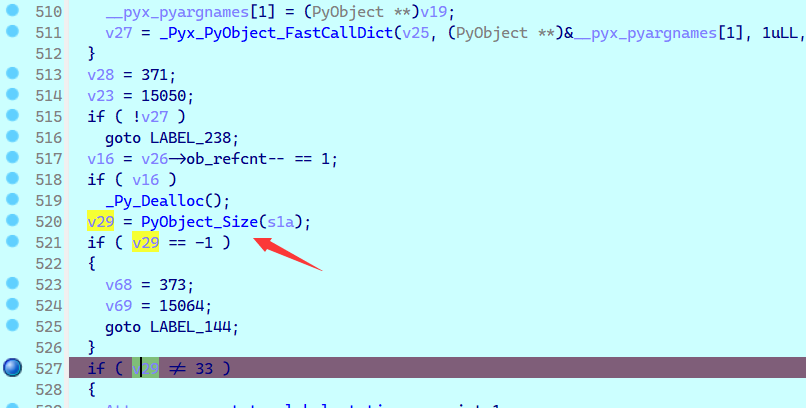 510 __pyx_pyargnames[1] = (PyObject **)v19;
511 v27 = _Pyx_PyObject_FastCallDict(v25, (PyObject **)&__pyx_pyargnames[1], 1uLL,
512 }
513 v28 = 371;
514 v23 = 15050;
515 if ( !v27 )
516 goto LABEL_238;
517 v16 = v26->ob_refcnt-- == 1;
518 if ( v16 )
519 _Py_Dealloc();
520 v29 = PyObject_Size(s1a);
521 if ( v29 == -1 )
522 {
523 v68 = 373;
524 v69 = 15064;
525 goto LABEL_144;
526 }
527 if ( v29 ≠ 33 )
528 {